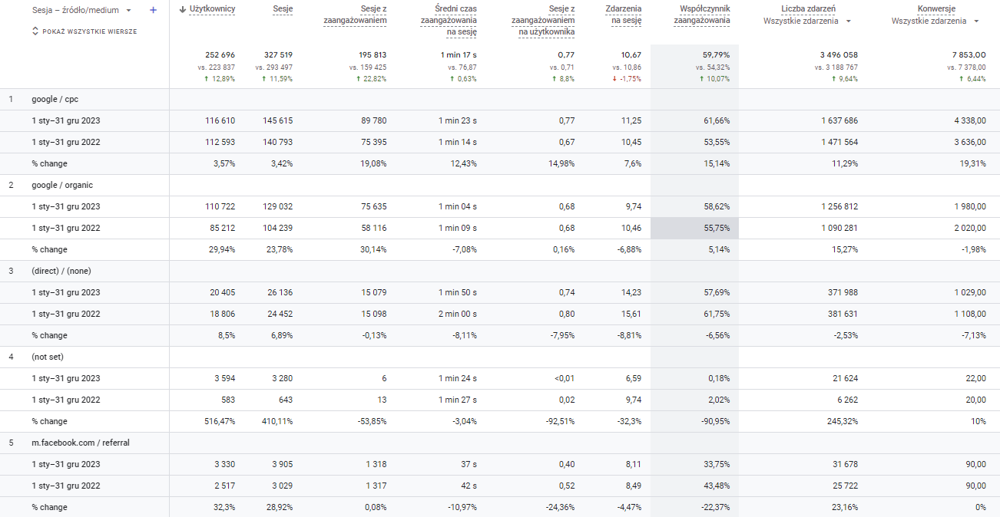 Sesja – źródło/medium
POKAŻ WSZYSTKIE WIERSZE
Użytkownicy
Sesje
Sesje z zaangażowaniem
Średni czas zaangażowania na sesję
Sesje z zaangażowaniem na użytkownika
Zdarzenia na sesję
Współczynnik zaangażowania
Liczba zdarzeń
Wszystkie zdarzenia
Konwersje
Wszystkie zdarzenia
252 696 327 519 195 813 1 min 17 s 0,77 10,67 59,79% 3 496 058 7 853,00
vs. 223 837 vs. 293 497 vs. 159 425 vs. 76,87 vs. 0,71 vs. 10,86 vs. 54,32% vs. 3 188 767 vs. 7 378,00
↑ 12,89% ↑ 11,59% ↑ 22,82% ↑ 0,63% ↑ 8,8% ↓ -1,75% ↑ 10,07% ↑ 9,64% ↑ 6,44%
1 google / cpc
1 sty–31 gru 2023 116 610 145 615 89 780 1 min 23 s 0,77 11,25 61,66% 1 637 686 4 338,00
1 sty–31 gru 2022 112 593 140 793 75 395 1 min 14 s 0,67 10,45 53,55% 1 471 564 3 636,00
% change 3,57% 3,42% 19,08% 12,43% 14,98% 7,6% 15,14% 11,29% 19,31%
2 google / organic
1 sty–31 gru 2023 110 722 129 032 75 635 1 min 04 s 0,68 9,74 58,62% 1 256 812 1 980,00
1 sty–31 gru 2022 85 212 104 239 58 116 1 min 09 s 0,68 10,46 55,75% 1 090 281 2 020,00
% change 29,94% 23,78% 30,14% -7,08% 0,16% -6,88% 5,14% 15,27% -1,98%
3 (direct) / (none)
1 sty–31 gru 2023 20 405 26 136 15 079 1 min 50 s 0,74 14,23 57,69% 371 988 1 029,00
1 sty–31 gru 2022 18 806 24 452 15 098 2 min 00 s 0,80 15,61 61,75% 381 631 1 108,00
% change 8,5% 6,89% -0,13% -8,11% -7,95% -8,81% -6,56% -2,53% -7,13%
4 (not set)
1 sty–31 gru 2023 3 594 3 280 6 1 min 24 s <0,01 6,59 0,18% 21 624 22,00
1 sty–31 gru 2022 583 643 13 1 min 27 s 0,02 9,74 2,02% 6 262 20,00
% change 516,47% 410,11% -53,85% -3,04% -92,51% -32,3% -90,95% 245,32% 10%
5 m.facebook.com / referral
1 sty–31 gru 2023 3 330 3 905 1 318 37 s 0,40 8,11 33,75% 31 678 90,00
1 sty–31 gru 2022 2 517 3 029 1 317 42 s 0,52 8,49 43,48% 25 722 90,00
% change 32,3% 28,92% 0,08% -10,97% -24,36% -4,47% -22,37% 23,16% 0%